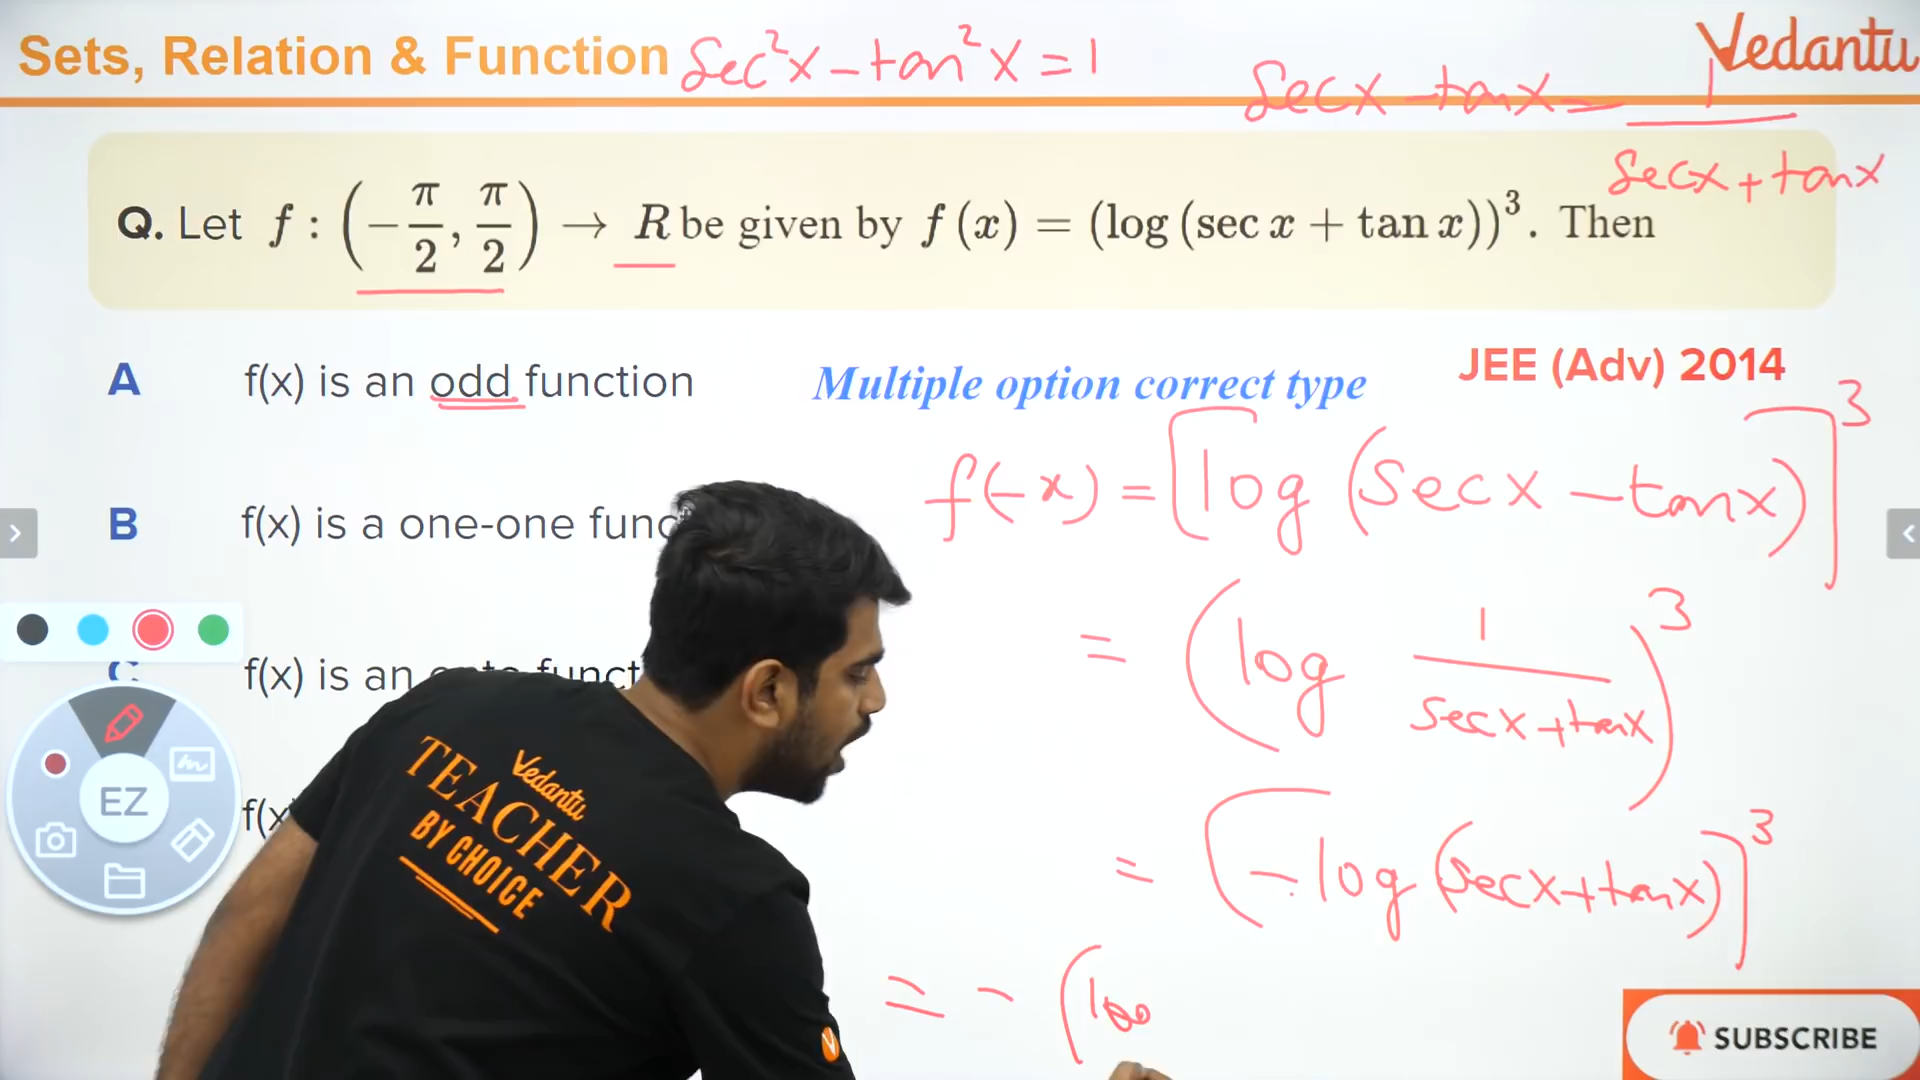 Sets, Relation & Function
sec²x - tan²x = 1
Vedantu
secx - tanx = 1 / secx + tanx
Q. Let f : (-π/2, π/2) → R be given by f(x) = (log(sec x + tan x))³. Then
A f(x) is an odd function
Multiple option correct type
JEE (Adv) 2014
f(-x) = [log (secx - tanx)]³
B f(x) is a one-one func
= (log 1 / secx + tanx)³
C f(x) is an onto funct
f(x
EZ
= [-log (secx + tanx)]³
= - (log
Vedantu
TEACHER
BY CHOICE
SUBSCRIBE